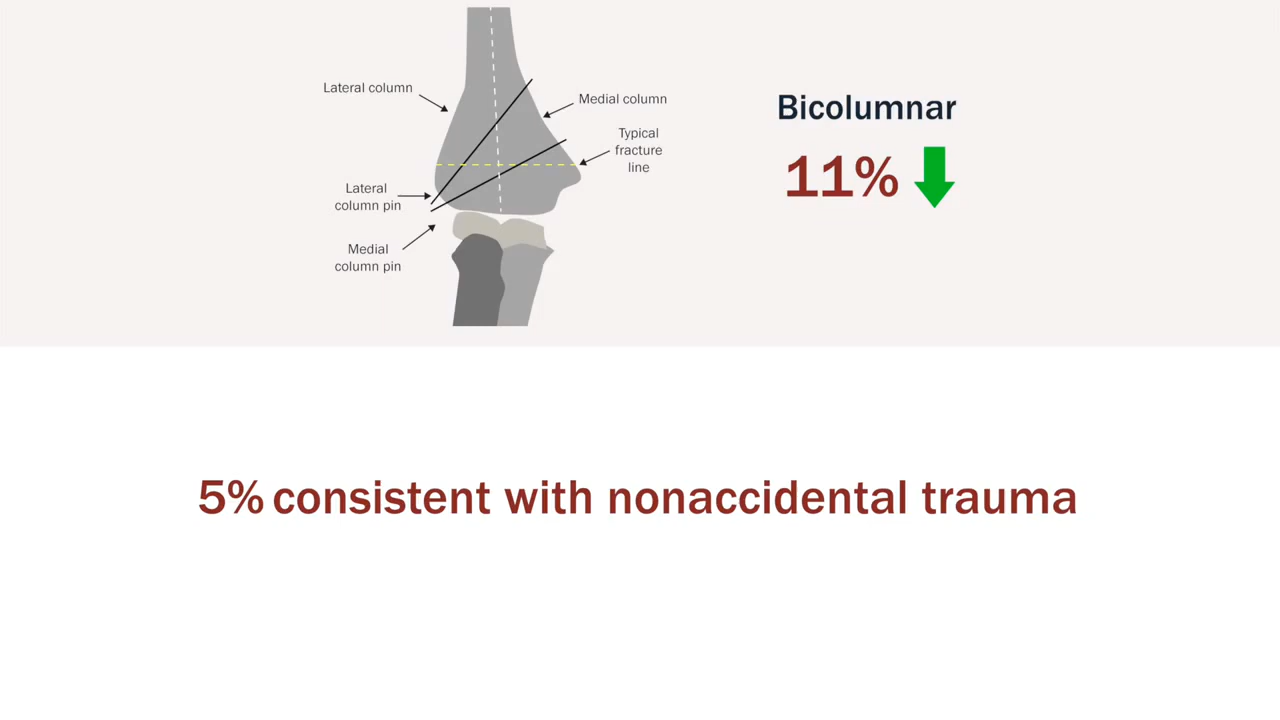 Lateral column
Medial column
Typical
fracture
line
Lateral
column pin
Medial
column pin
Bicolumnar
11%
5% consistent with nonaccidental trauma